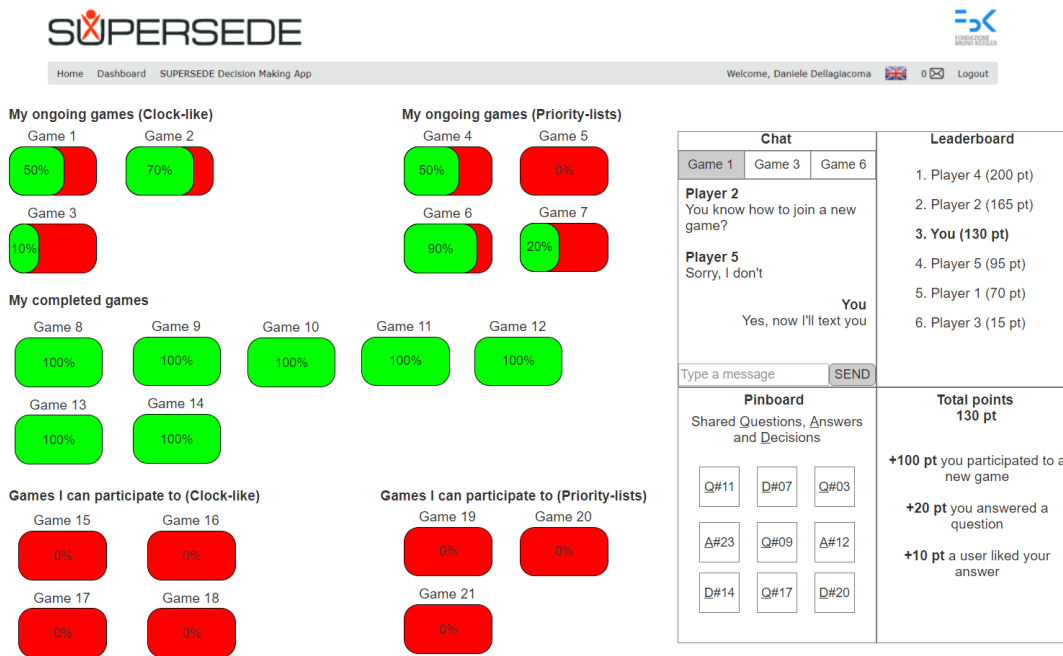 SUPERSEDE
FONDAZIONE
BRUNO KESSLER
Home Dashboard SUPERSEDE Decision Making App
Welcome, Daniele Dellagiacoma 0 Logout
My ongoing games (Clock-like)
Game 1 Game 2
50% 70%
Game 3
10%
My ongoing games (Priority-lists)
Game 4 Game 5
50% 0%
Game 6 Game 7
90% 20%
My completed games
Game 8 Game 9 Game 10 Game 11 Game 12
100% 100% 100% 100% 100%
Game 13 Game 14
100% 100%
Games I can participate to (Clock-like)
Game 15 Game 16
0% 0%
Game 17 Game 18
0% 0%
Games I can participate to (Priority-lists)
Game 19 Game 20
0% 0%
Game 21
0%
Chat
Game 1 Game 3 Game 6
Player 2
You know how to join a new
game?
Player 5
Sorry, I don't
You
Yes, now I'll text you
Type a message SEND
Leaderboard
1. Player 4 (200 pt)
2. Player 2 (165 pt)
3. You (130 pt)
4. Player 5 (95 pt)
5. Player 1 (70 pt)
6. Player 3 (15 pt)
Pinboard
Shared Questions, Answers
and Decisions
Q#11 D#07 Q#03
A#23 Q#09 A#12
D#14 Q#17 D#20
Total points
130 pt
+100 pt you participated to a
new game
+20 pt you answered a
question
+10 pt a user liked your
answer